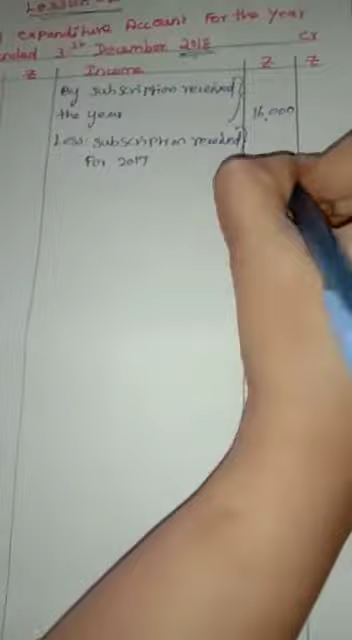 Lesson
Expenditure Account For the Year
ended 31st December 2018
Cr
₹ Income ₹ ₹
By subscription received
the year 16,000
Less subscription received
for 2017